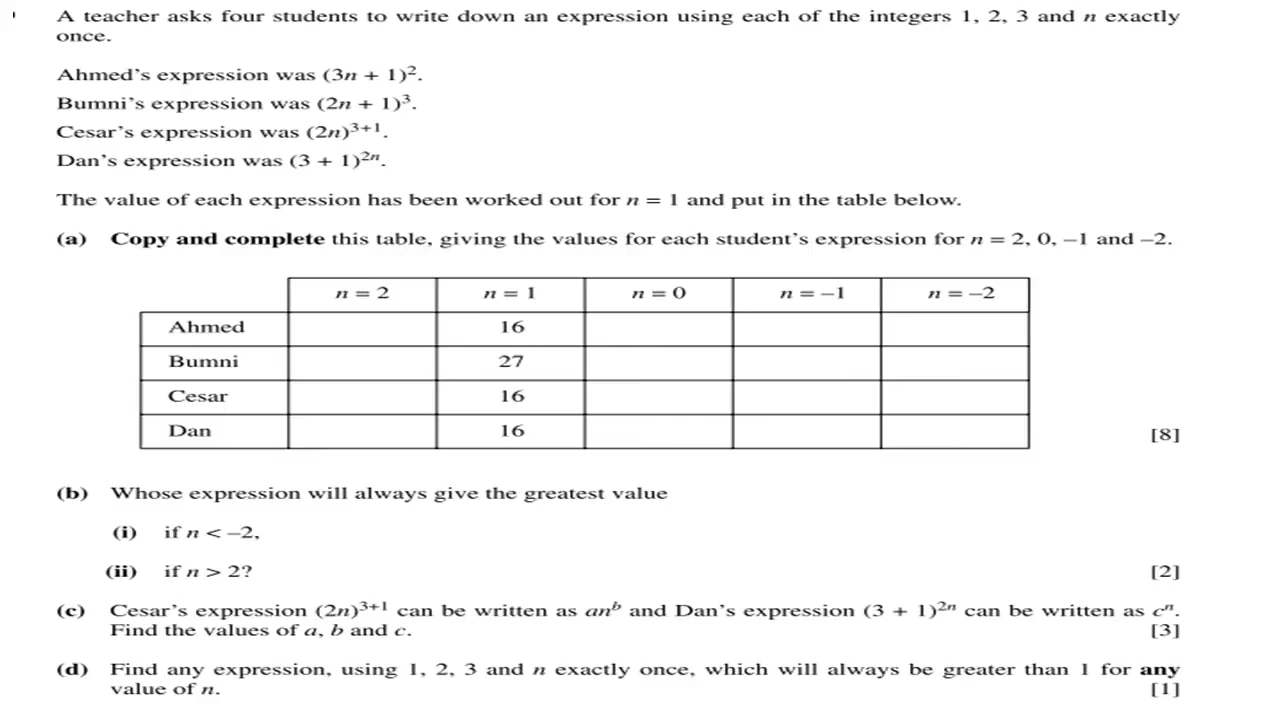 A teacher asks four students to write down an expression using each of the integers 1, 2, 3 and n exactly
once.
Ahmed's expression was (3n + 1)².
Bumni's expression was (2n + 1)³.
Cesar's expression was (2n)³⁺¹.
Dan's expression was (3 + 1)²ⁿ.
The value of each expression has been worked out for n = 1 and put in the table below.
(a) Copy and complete this table, giving the values for each student's expression for n = 2, 0, –1 and –2.
n = 2 n = 1 n = 0 n = –1 n = –2
Ahmed 16
Bumni 27
Cesar 16
Dan 16
[8]
(b) Whose expression will always give the greatest value
(i) if n < –2,
(ii) if n > 2? [2]
(c) Cesar's expression (2n)³⁺¹ can be written as anᵇ and Dan's expression (3 + 1)²ⁿ can be written as cⁿ.
Find the values of a, b and c. [3]
(d) Find any expression, using 1, 2, 3 and n exactly once, which will always be greater than 1 for any
value of n. [1]